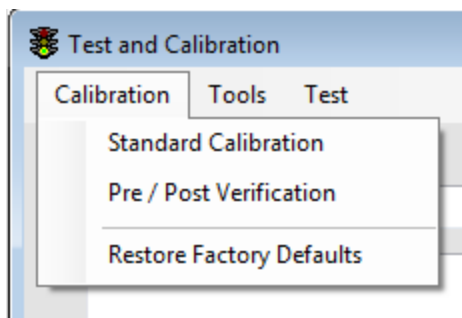 Test and Calibration
Calibration Tools Test
Standard Calibration
Pre / Post Verification
Restore Factory Defaults